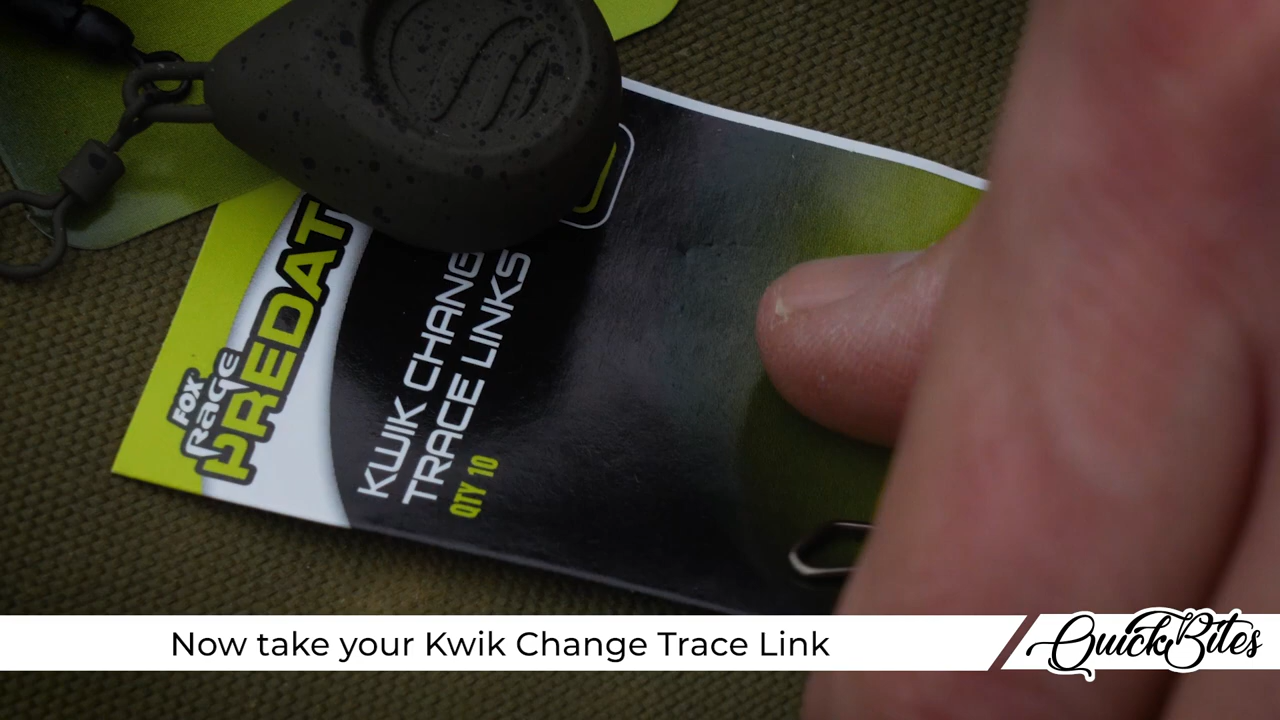 FOX
Rage
PREDAT
KWIK CHANG
TRACE LINKS
QTY 10
Now take your Kwik Change Trace Link
QuickBites